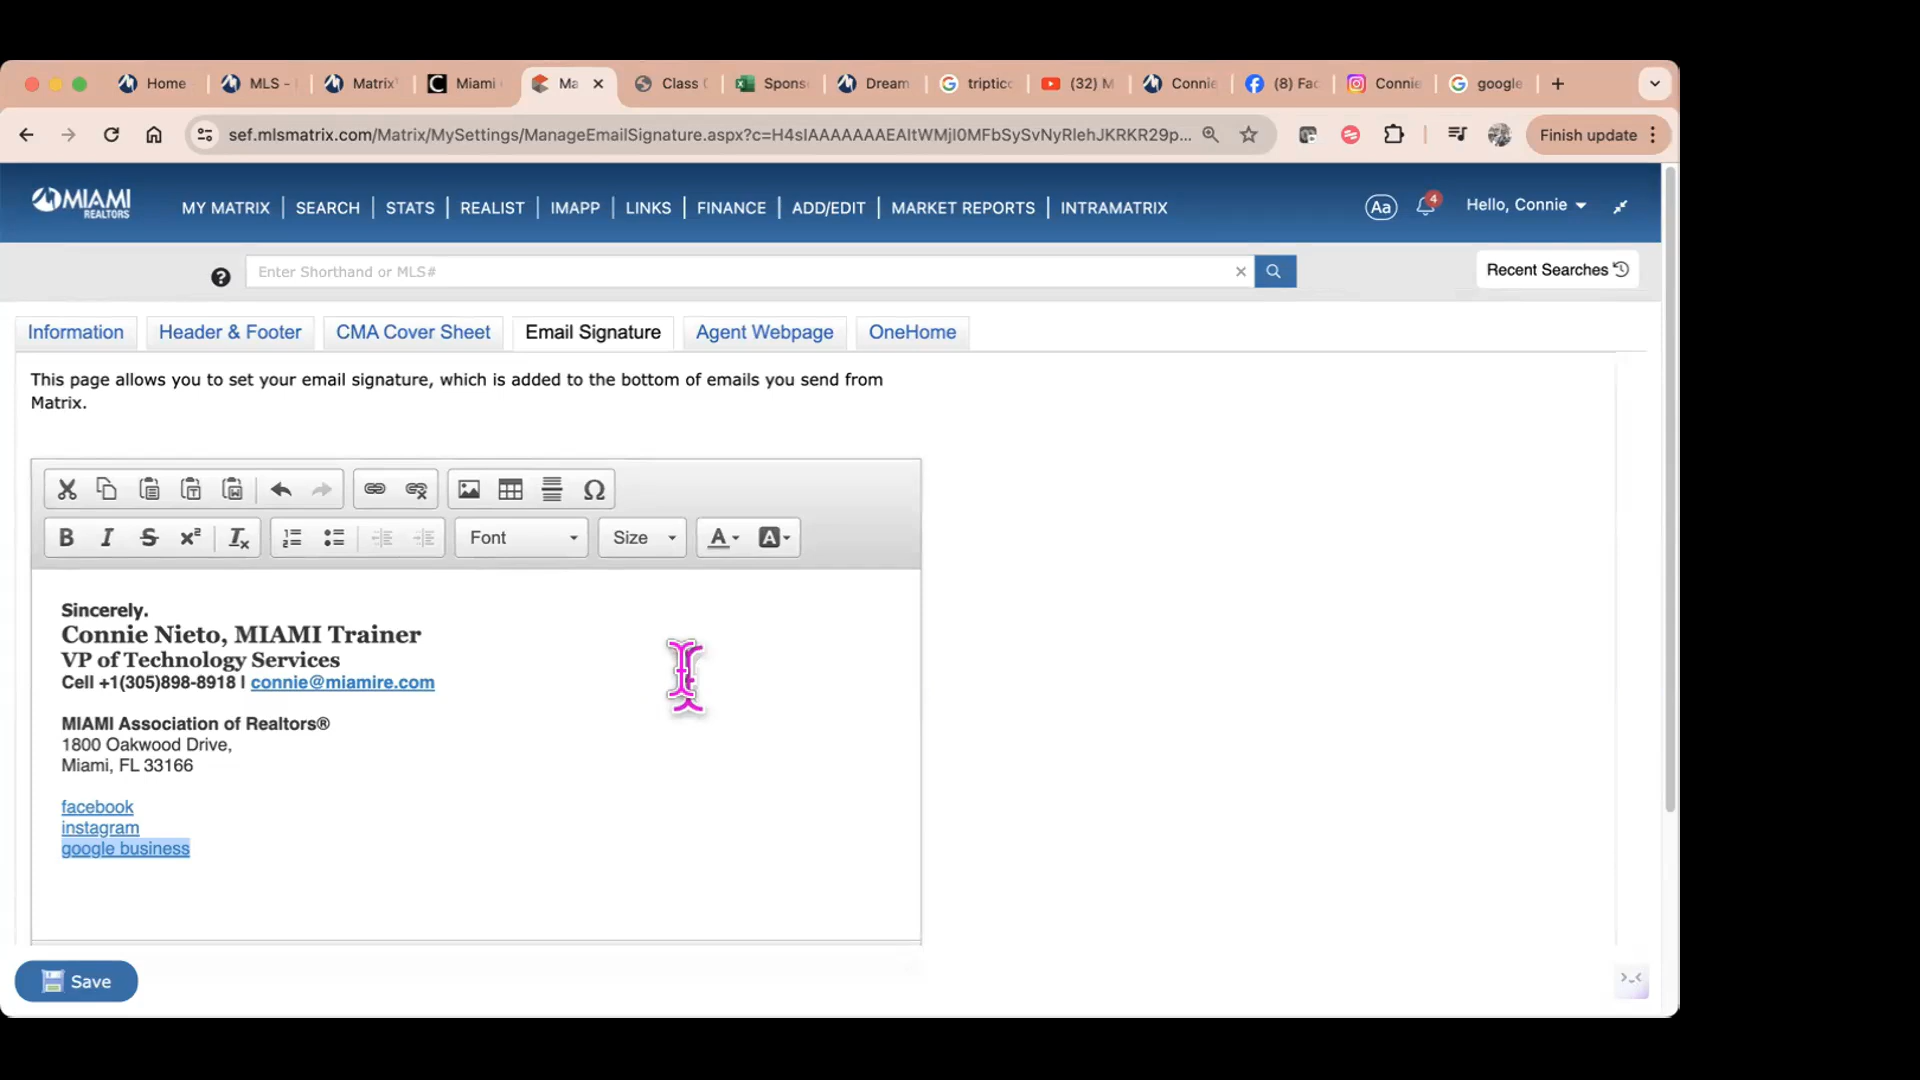 Home
MLS -
Matrix
Miami
Ma
Class
Spons
Dream
triptic
(32) M
Connie
(8) Fac
Connie
google
sef.mlsmatrix.com/Matrix/MySettings/ManageEmailSignature.aspx?c=H4sIAAAAAAAEAItWMjI0MFbSySvNyRlehJKRKR29p...
Finish update
MIAMI
REALTORS
MY MATRIX
SEARCH
STATS
REALIST
IMAPP
LINKS
FINANCE
ADD/EDIT
MARKET REPORTS
INTRAMATRIX
Aa
4
Hello, Connie
Enter Shorthand or MLS#
Recent Searches
Information
Header & Footer
CMA Cover Sheet
Email Signature
Agent Webpage
OneHome
This page allows you to set your email signature, which is added to the bottom of emails you send from
Matrix.
Font
Size
Sincerely.
Connie Nieto, MIAMI Trainer
VP of Technology Services
Cell +1(305)898-8918 I connie@miamire.com
MIAMI Association of Realtors®
1800 Oakwood Drive,
Miami, FL 33166
facebook
instagram
google business
Save